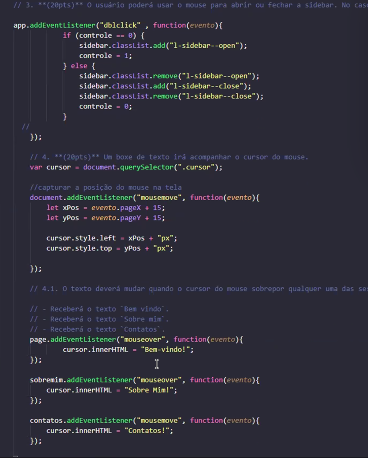 // 3. **(20pts)** O usuário poderá usar o mouse para abrir ou fechar a sidebar. No caso
app.addEventListener("dblclick" , function(evento){
if (controle == 0) {
sidebar.classList.add("l-sidebar--open");
controle = 1;
} else {
sidebar.classList.remove("l-sidebar--open");
sidebar.classList.add("l-sidebar--close");
sidebar.classList.remove("l-sidebar--close");
controle = 0;
}
//
});
// 4. **(20pts)** Um boxe de texto irá acompanhar o cursor do mouse.
var cursor = document.querySelector(".cursor");
//capturar a posição do mouse na tela
document.addEventListener("mousemove", function(evento){
let xPos = evento.pageX + 15;
let yPos = evento.pageY + 15;
cursor.style.left = xPos + "px";
cursor.style.top = yPos + "px";
});
// 4.1. O texto deverá mudar quando o cursor do mouse sobrepor qualquer uma das se
// - Receberá o texto `Bem vindo`.
// - Receberá o texto `Sobre mim`.
// - Receberá o texto `Contatos`.
page.addEventListener("mouseover", function(evento){
cursor.innerHTML = "Bem-vindo!";
});
sobremim.addEventListener("mouseover", function(evento){
cursor.innerHTML = "Sobre Mim!";
});
contatos.addEventListener("mousemove", function(evento){
cursor.innerHTML = "Contatos!";
});